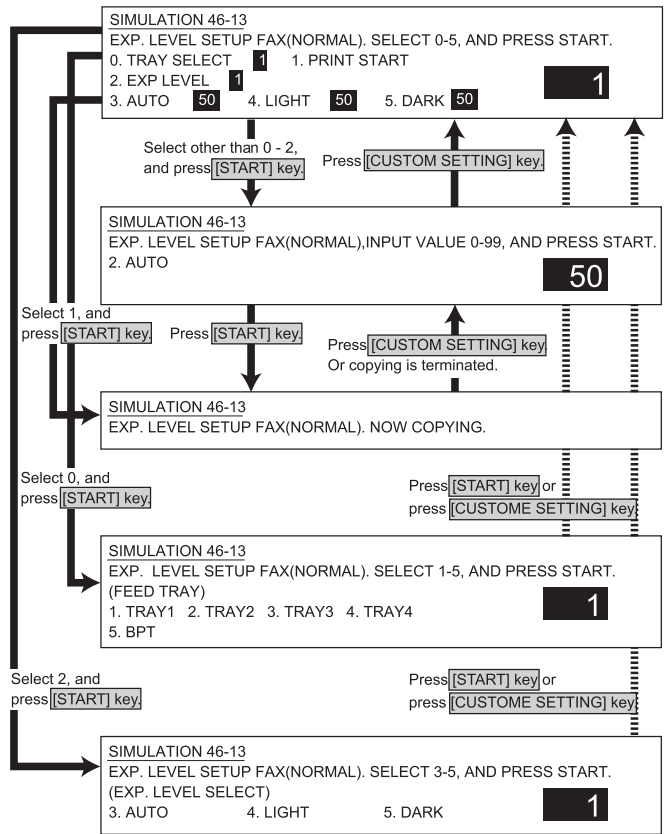 SIMULATION 46-13
EXP. LEVEL SETUP FAX(NORMAL). SELECT 0-5, AND PRESS START.
0. TRAY SELECT 1 1. PRINT START
2. EXP LEVEL 1
1
3. AUTO 50 4. LIGHT 50 5. DARK 50
Select other than 0 - 2,
and press [START] key.
Press [CUSTOM SETTING] key.
SIMULATION 46-13
EXP. LEVEL SETUP FAX(NORMAL),INPUT VALUE 0-99, AND PRESS START.
2. AUTO
50
Select 1, and
press [START] key.
Press [START] key.
Press [CUSTOM SETTING] key.
Or copying is terminated.
SIMULATION 46-13
EXP. LEVEL SETUP FAX(NORMAL). NOW COPYING.
Select 0, and
press [START] key.
Press [START] key or
press [CUSTOME SETTING] key
SIMULATION 46-13
EXP. LEVEL SETUP FAX(NORMAL). SELECT 1-5, AND PRESS START.
(FEED TRAY)
1. TRAY1 2. TRAY2 3. TRAY3 4. TRAY4
5. BPT
1
Select 2, and
press [START] key.
Press [START] key or
press [CUSTOME SETTING] key
SIMULATION 46-13
EXP. LEVEL SETUP FAX(NORMAL). SELECT 3-5, AND PRESS START.
(EXP. LEVEL SELECT)
3. AUTO 4. LIGHT 5. DARK
1